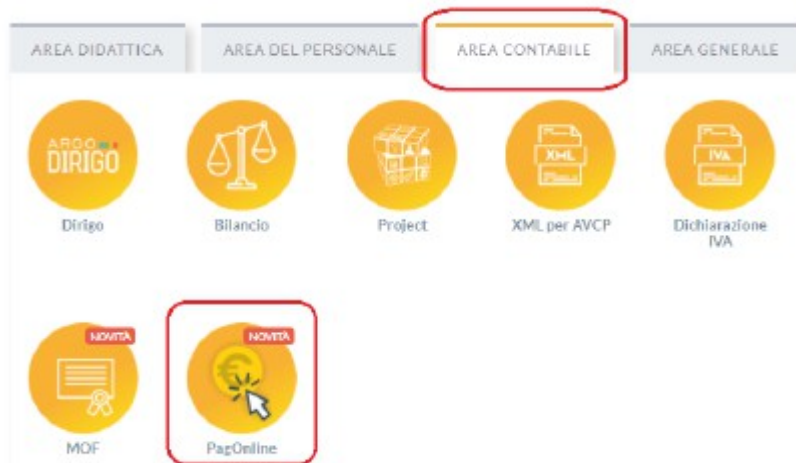 AREA DIDATTICA AREA DEL PERSONALE AREA CONTABILE AREA GENERALE
ARGO
DIRIGO
XML
IVA
Dirigo Bilancio Project XML per AVCP Dichiarazione
IVA
NOVITÀ NOVITÀ
€
MOF PagOnline